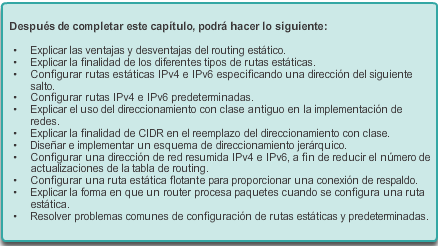 Después de completar este capítulo, podrá hacer lo siguiente:
• Explicar las ventajas y desventajas del routing estático.
• Explicar la finalidad de los diferentes tipos de rutas estáticas.
• Configurar rutas estáticas IPv4 e IPv6 especificando una dirección del siguiente
salto.
• Configurar rutas IPv4 e IPv6 predeterminadas.
• Explicar el uso del direccionamiento con clase antiguo en la implementación de
redes.
• Explicar la finalidad de CIDR en el reemplazo del direccionamiento con clase.
• Diseñar e implementar un esquema de direccionamiento jerárquico.
• Configurar una dirección de red resumida IPv4 e IPv6, a fin de reducir el número de
actualizaciones de la tabla de routing.
• Configurar una ruta estática flotante para proporcionar una conexión de respaldo.
• Explicar la forma en que un router procesa paquetes cuando se configura una ruta
estática.
• Resolver problemas comunes de configuración de rutas estáticas y predeterminadas.